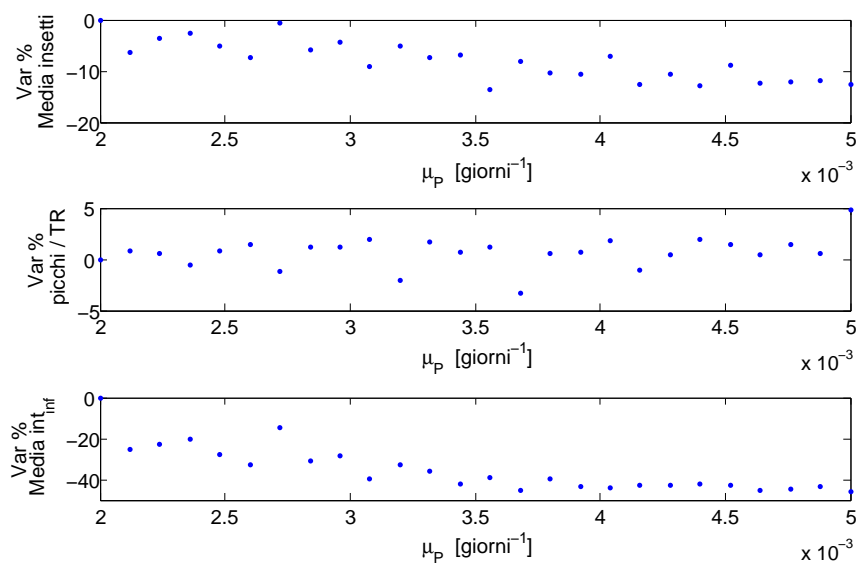 Var %
Media insetti
0
−10
−20
2
2.5
3
3.5
4
4.5
5
x 10−3
μP [giorni−1]
Var %
picchi / TR
5
0
−5
2
2.5
3
3.5
4
4.5
5
x 10−3
μP [giorni−1]
Var %
Media intinf
0
−20
−40
2
2.5
3
3.5
4
4.5
5
x 10−3
μP [giorni−1]